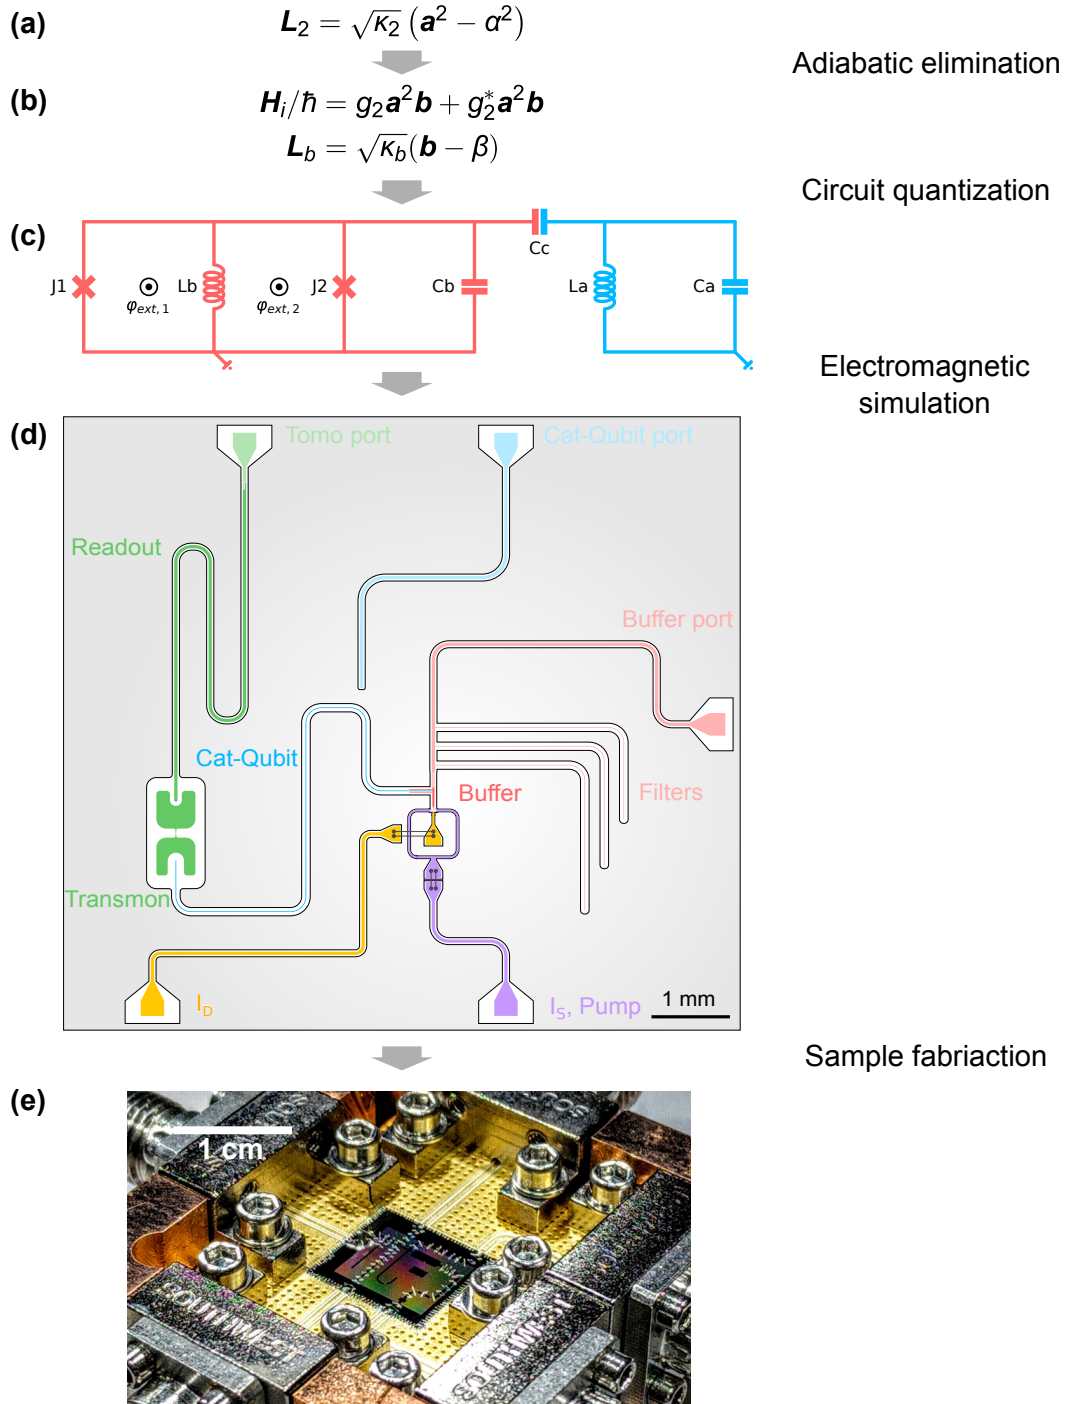 (a) 𝑳₂ = √κ₂ (𝒂² − α²)
Adiabatic elimination
(b) 𝑯ᵢ/ħ = g₂𝒂²𝒃 + g₂*𝒂²𝒃
𝑳_b = √κ_b(𝒃 − β)
Circuit quantization
(c)
Cc
J1 Lb J2 Cb La Ca
φext,1 φext,2
Electromagnetic
simulation
(d)
Tomo port Cat-Qubit port
Readout
Buffer port
Cat-Qubit
Buffer Filters
Transmon
I_D I_S, Pump 1 mm
Sample fabriaction
(e)
1 cm
SOUTHWEST